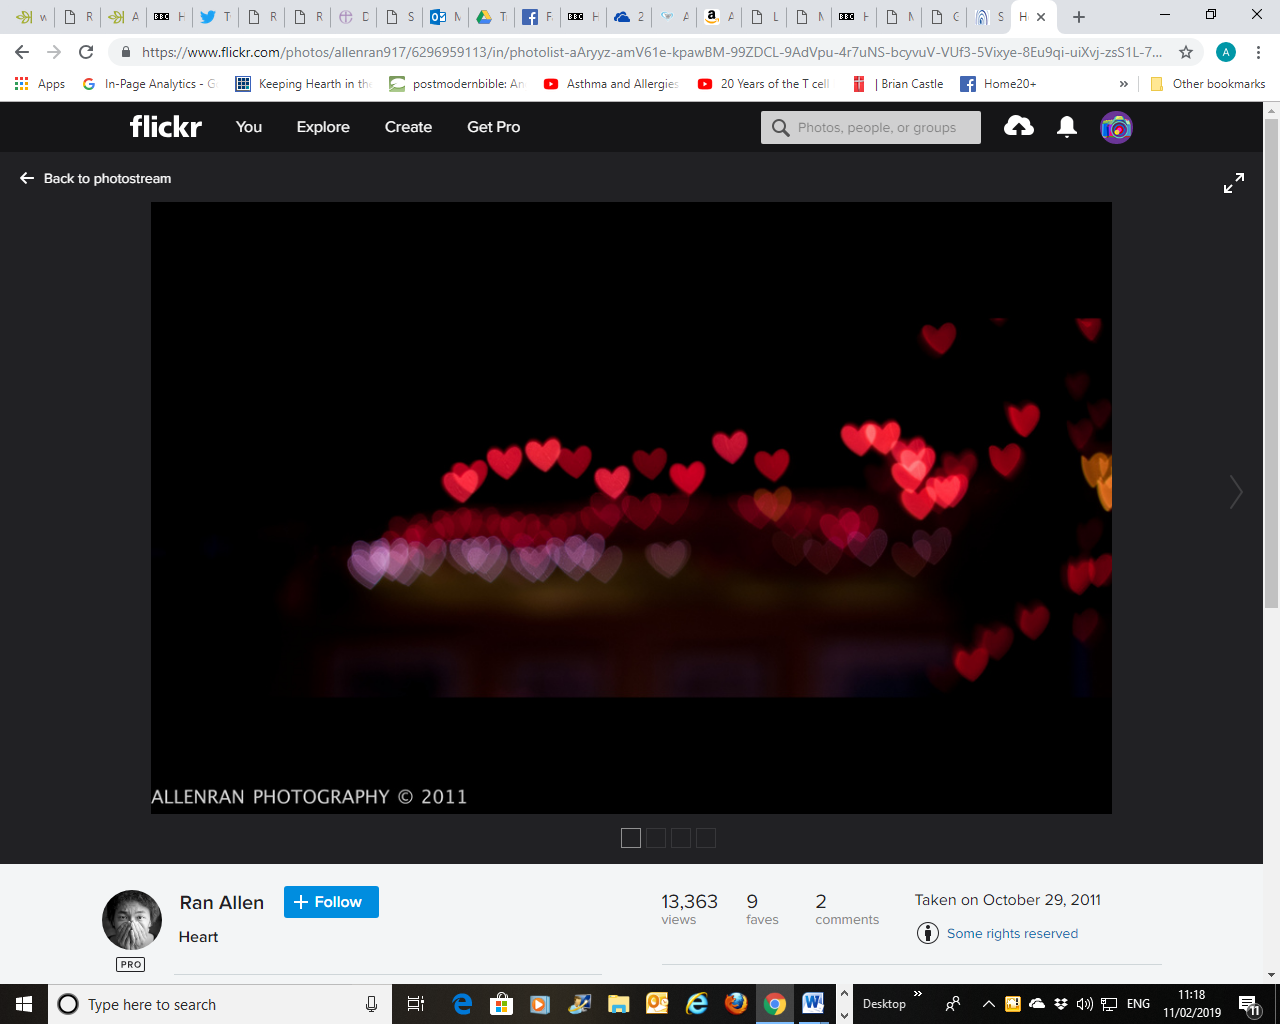 w R A H T R R D S M T F H 2 A A L N H N C S H
https://www.flickr.com/photos/allenran917/6296959113/in/photolist-aAryyz-amV61e-kpawBM-99ZDCL-9AdVpu-4r7uNS-bcyvuV-VUf3-5Vixye-8Eu9qi-uiXvj-zsS1L-7... A
Apps In-Page Analytics - G Keeping Hearth in the postmodernbible: An Asthma and Allergies 20 Years of the T cell | Brian Castle Home20+ » Other bookmarks
flickr You Explore Create Get Pro Photos, people, or groups
Back to photostream
ALLENRAN PHOTOGRAPHY © 2011
Ran Allen + Follow 13,363 9 2 Taken on October 29, 2011
views faves comments
Heart Some rights reserved
PRO
Type here to search Desktop » ENG 11:18
11/02/2019 11